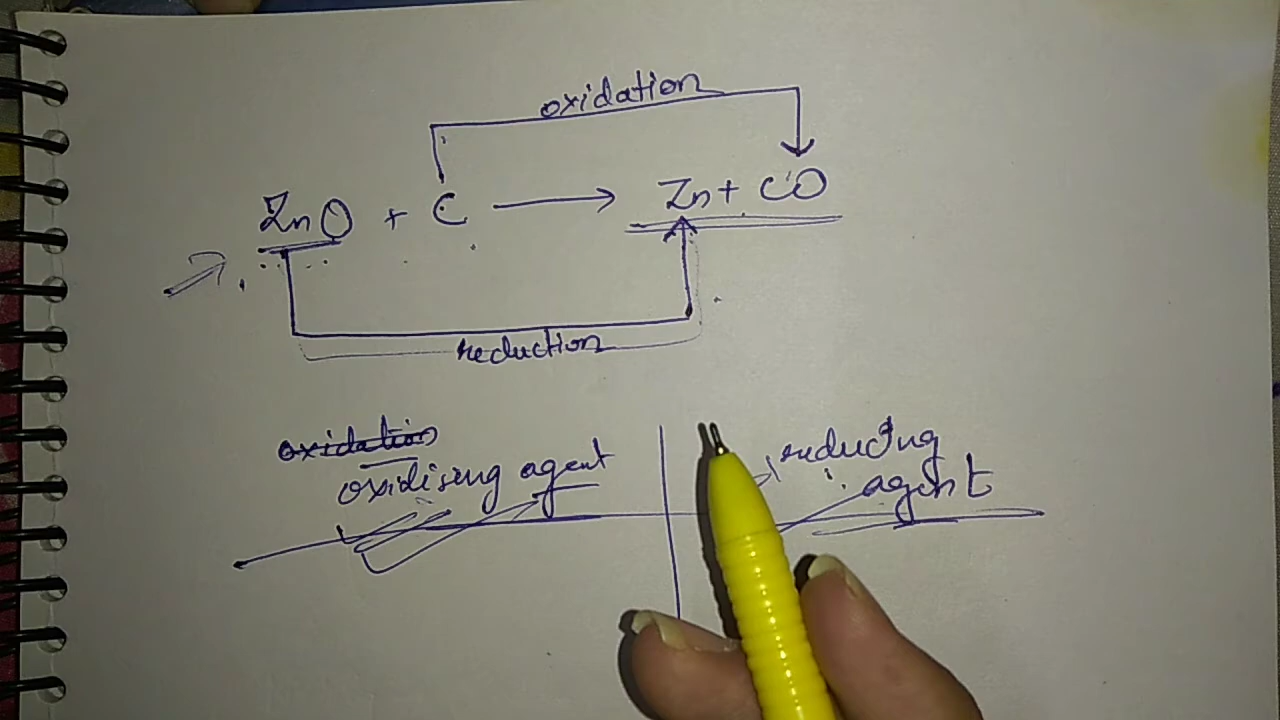 oxidation
ZnO + C → Zn + CO
reduction
oxidation
oxidising agent
reducing
agent